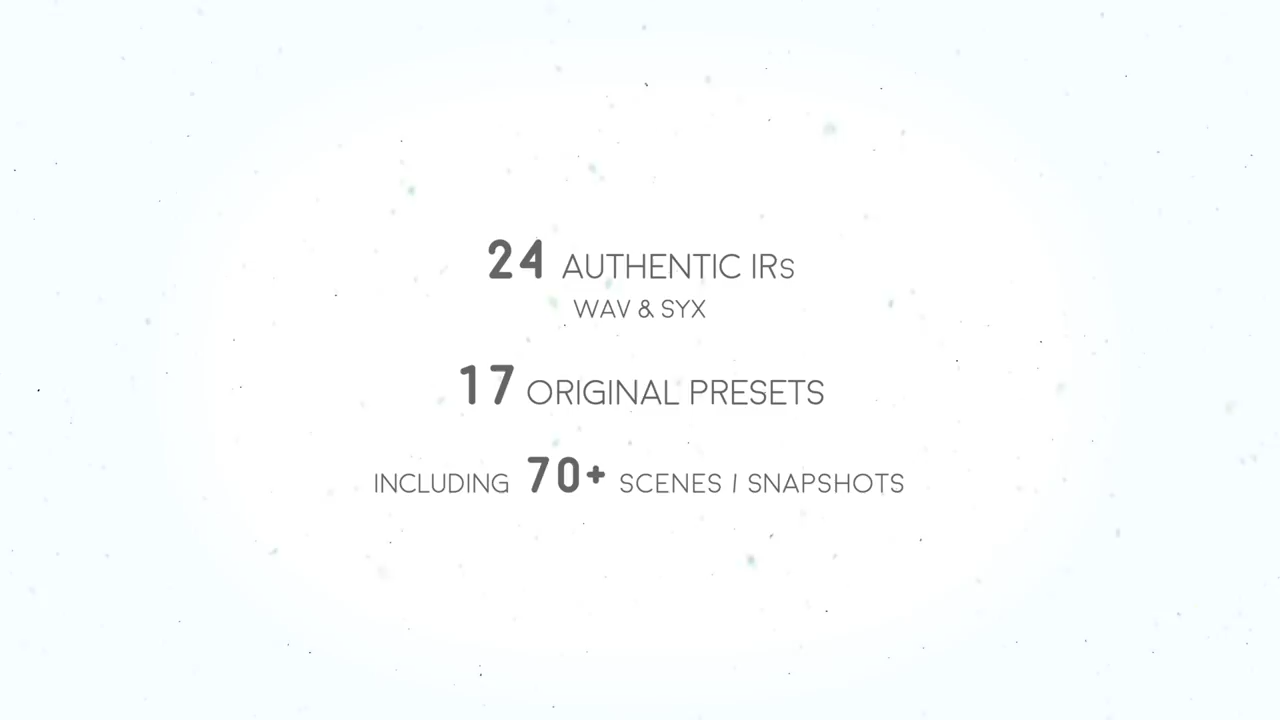 24 AUTHENTIC IRs
WAV & SYX
17 ORIGINAL PRESETS
INCLUDING 70+ SCENES / SNAPSHOTS